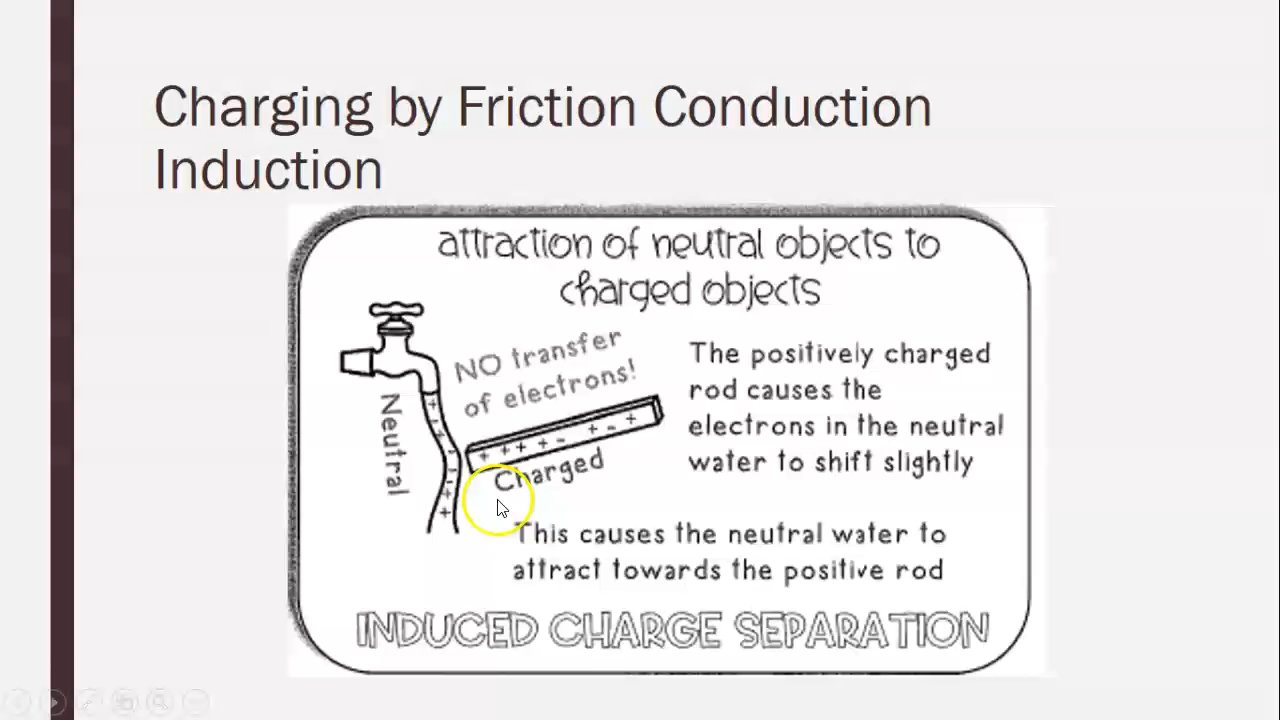 Charging by Friction Conduction
Induction
attraction of neutral objects to
charged objects
NO transfer
of electrons!
Neutral
Charged
The positively charged
rod causes the
electrons in the neutral
water to shift slightly
This causes the neutral water to
attract towards the positive rod
INDUCED CHARGE SEPARATION